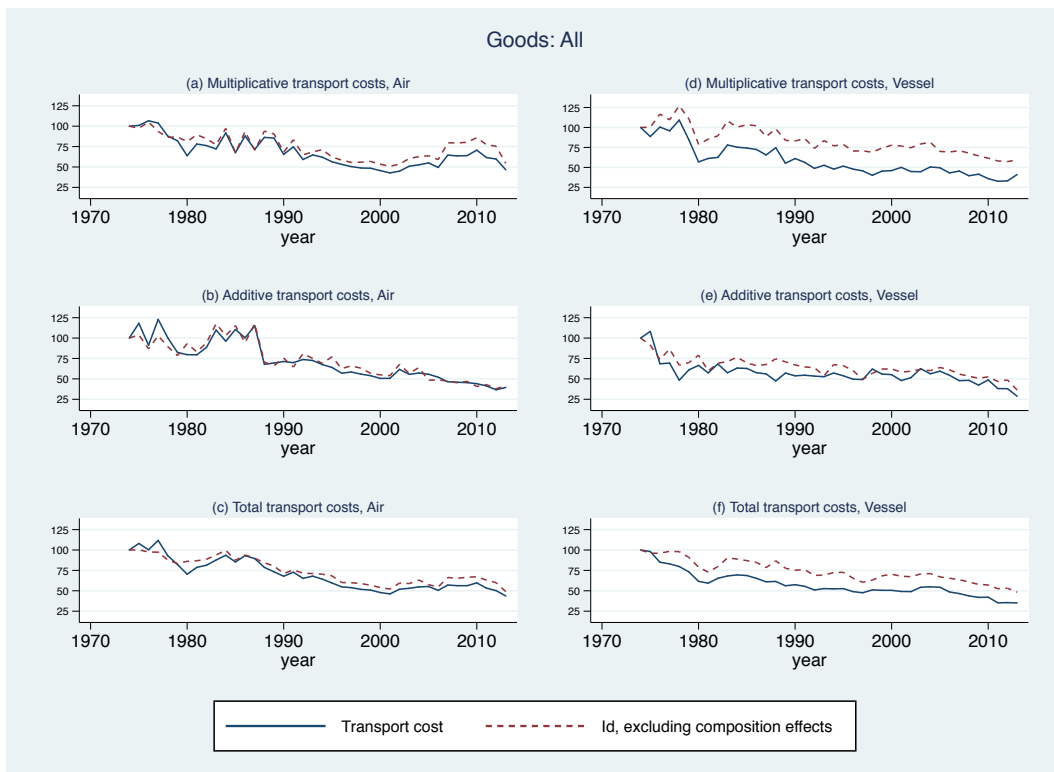 Goods: All
(a) Multiplicative transport costs, Air
125
100
75
50
25
1970 1980 1990 2000 2010
year
(b) Additive transport costs, Air
125
100
75
50
25
1970 1980 1990 2000 2010
year
(c) Total transport costs, Air
125
100
75
50
25
1970 1980 1990 2000 2010
year
(d) Multiplicative transport costs, Vessel
125
100
75
50
25
1970 1980 1990 2000 2010
year
(e) Additive transport costs, Vessel
125
100
75
50
25
1970 1980 1990 2000 2010
year
(f) Total transport costs, Vessel
125
100
75
50
25
1970 1980 1990 2000 2010
year
Transport cost Id, excluding composition effects